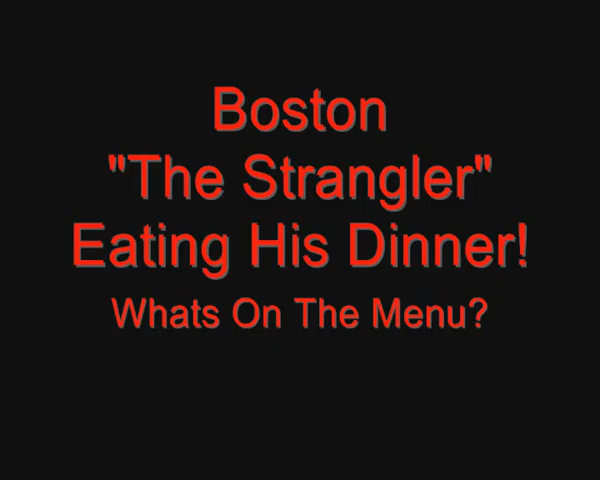 Boston
"The Strangler"
Eating His Dinner!
Whats On The Menu?